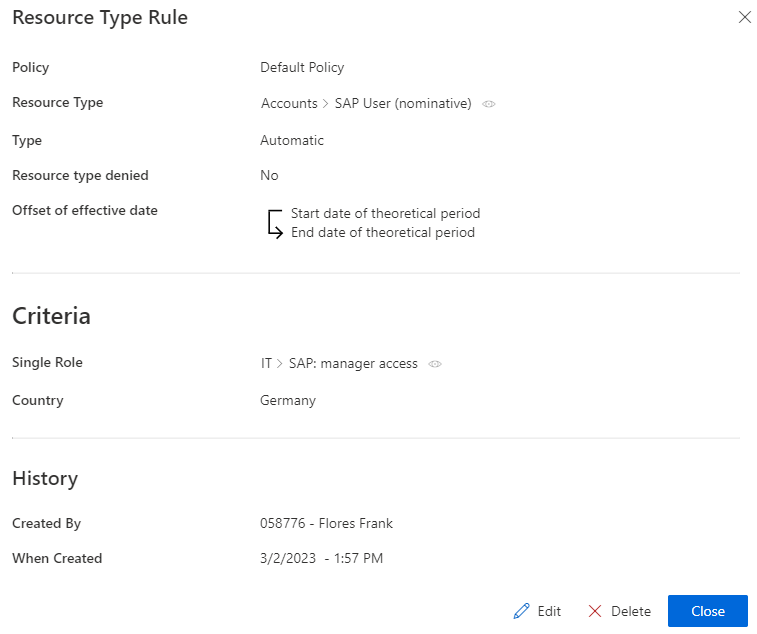 Resource Type Rule
Policy Default Policy
Resource Type Accounts > SAP User (nominative)
Type Automatic
Resource type denied No
Offset of effective date Start date of theoretical period
End date of theoretical period
Criteria
Single Role IT > SAP: manager access
Country Germany
History
Created By 058776 - Flores Frank
When Created 3/2/2023 - 1:57 PM
Edit Delete Close